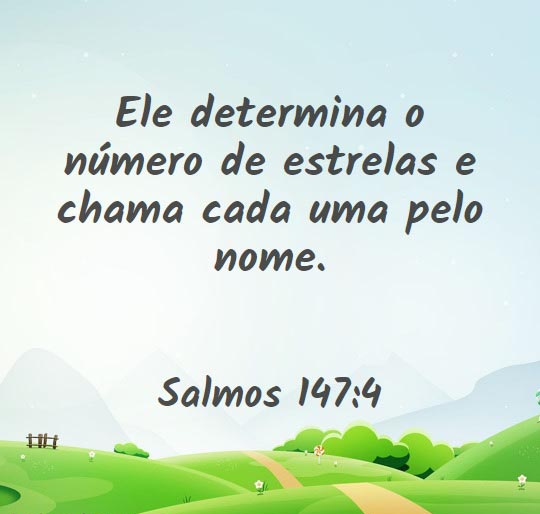 Ele determina o
número de estrelas e
chama cada uma pelo
nome.
Salmos 147:4